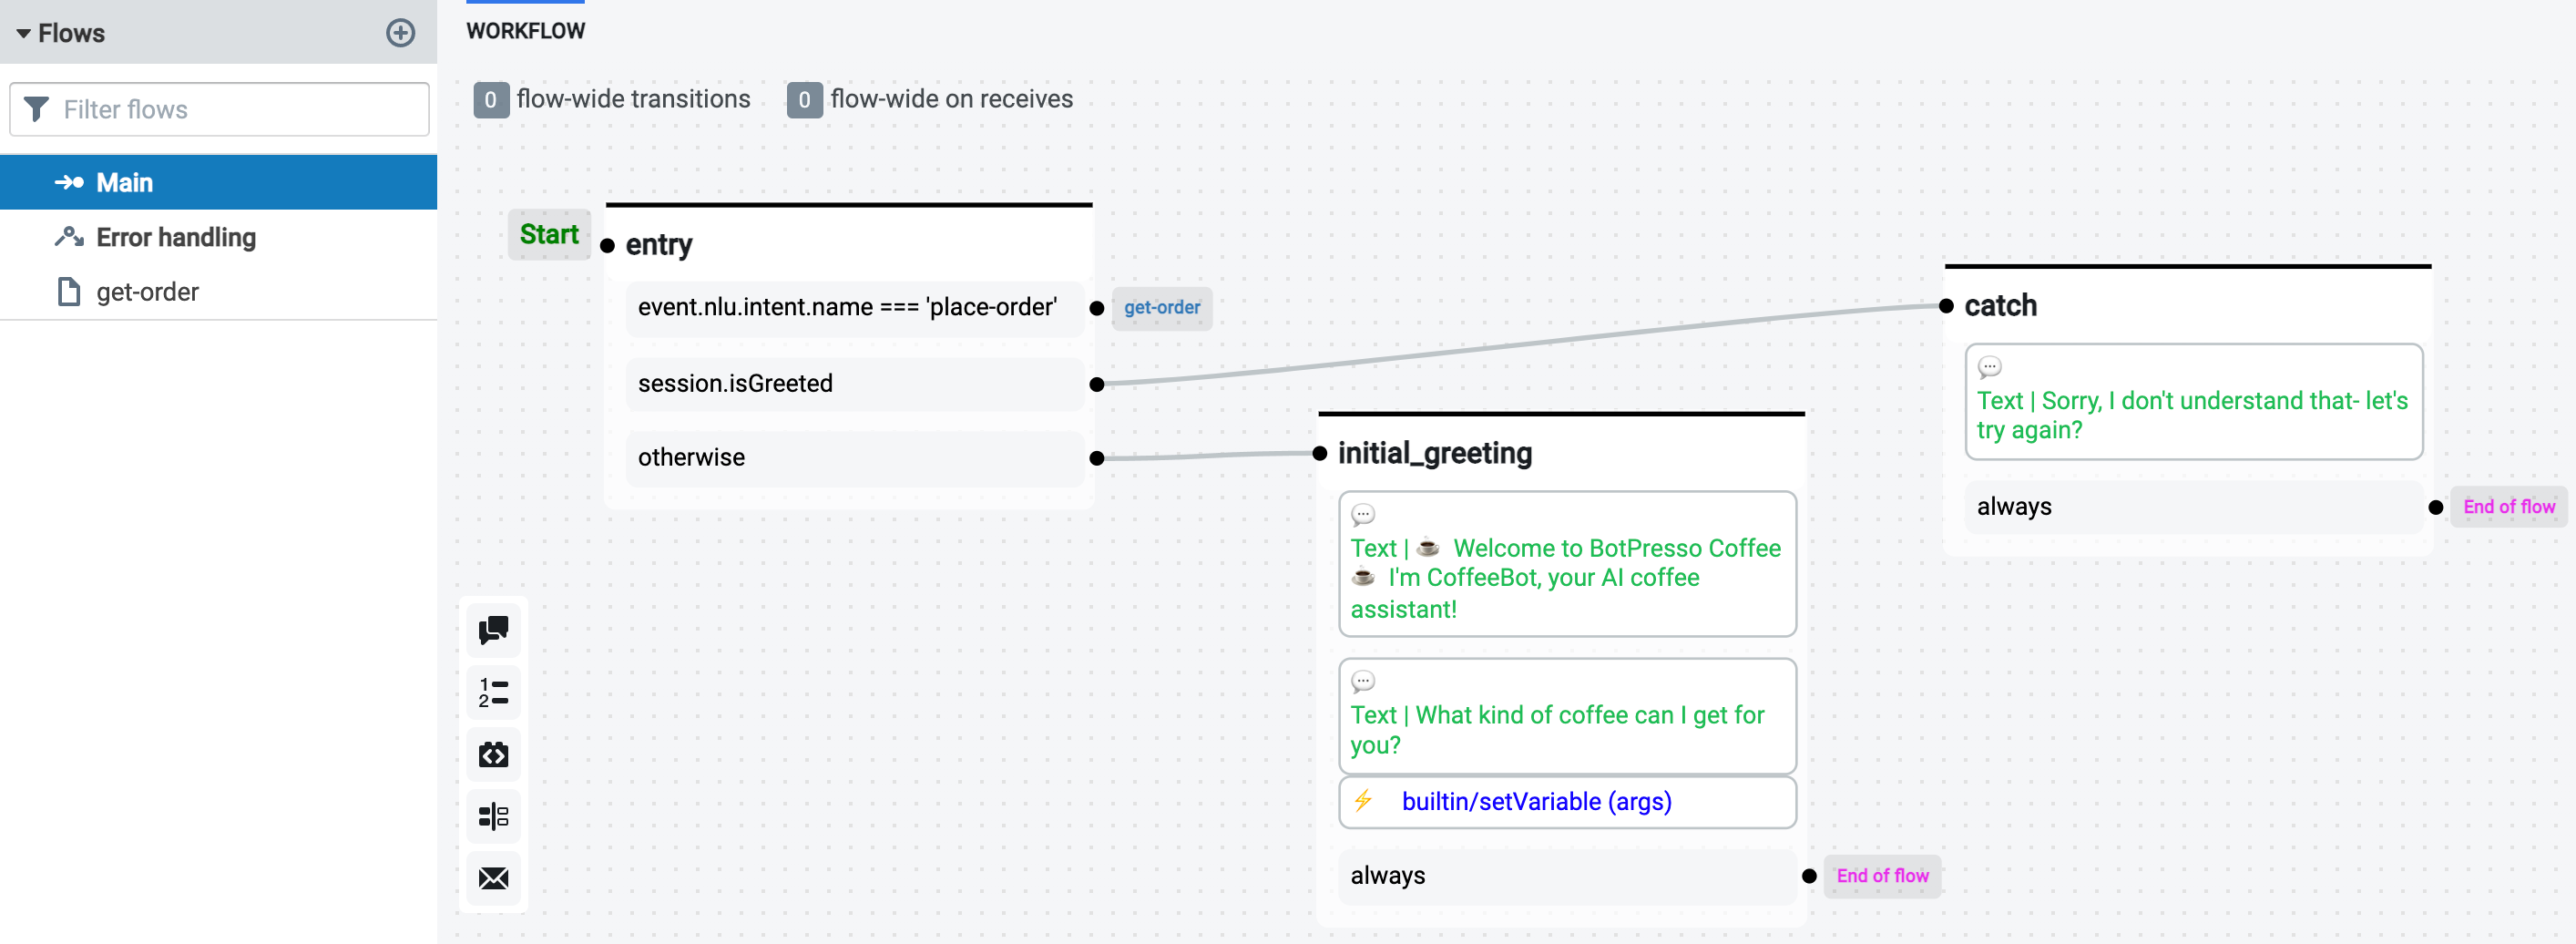 Flows
Filter flows
Main
Error handling
get-order
WORKFLOW
0 flow-wide transitions 0 flow-wide on receives
Start
entry
event.nlu.intent.name === 'place-order'
get-order
session.isGreeted
otherwise
initial_greeting
Text | ☕ Welcome to BotPresso Coffee
☕ I'm CoffeeBot, your AI coffee
assistant!
Text | What kind of coffee can I get for
you?
builtin/setVariable (args)
always
End of flow
catch
Text | Sorry, I don't understand that- let's
try again?
always
End of flow
1
2